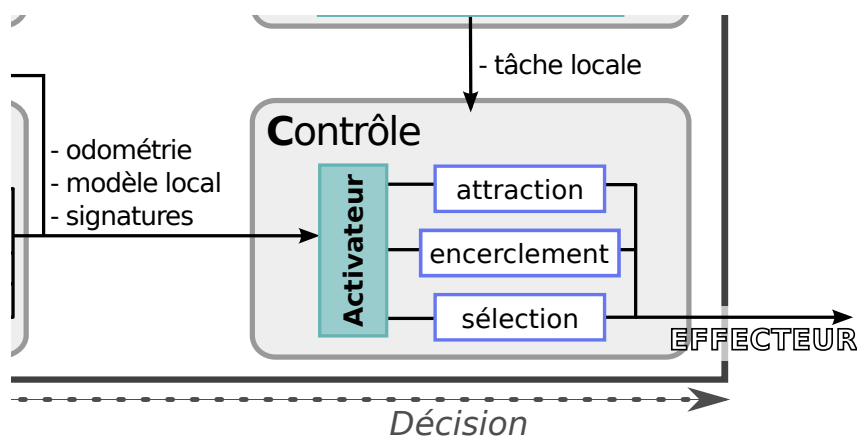 - tâche locale
Contrôle
- odométrie
- modèle local
- signatures
Activateur
attraction
encerclement
sélection
EFFECTEUR
Décision